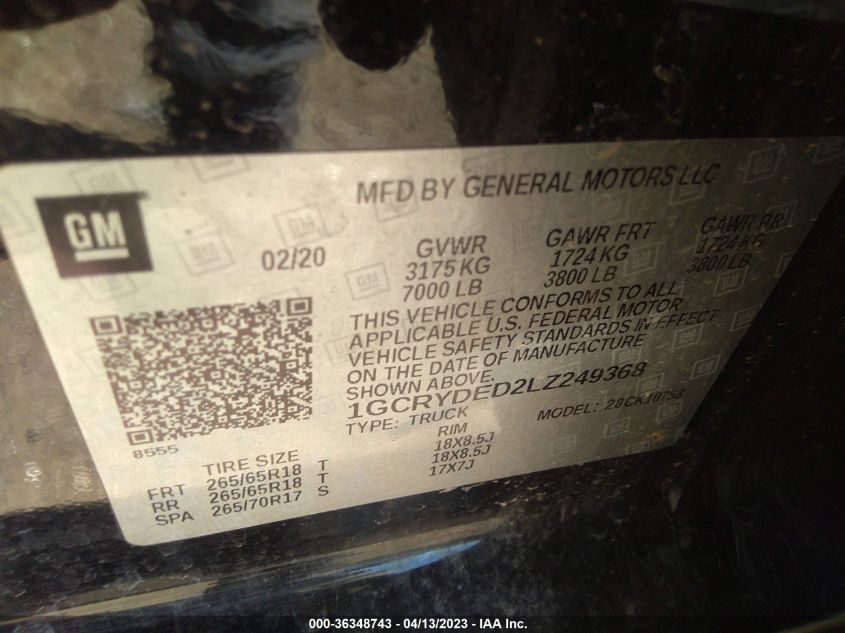 MFD BY GENERAL MOTORS LLC
GM
02/20
GVWR GAWR FRT GAWR RR
3175 KG 1724 KG 1724 KG
7000 LB 3800 LB 3800 LB
THIS VEHICLE CONFORMS TO ALL
APPLICABLE U.S. FEDERAL MOTOR
VEHICLE SAFETY STANDARDS IN EFFECT
ON THE DATE OF MANUFACTURE
SHOWN ABOVE.
1GCRYDED2LZ249368
TYPE: TRUCK MODEL: 28CK10753
8555
TIRE SIZE RIM
FRT 265/65R18 T 18X8.5J
RR 265/65R18 T 18X8.5J
SPA 265/70R17 S 17X7J
000-36348743 / 04/13/2023 - IAA Inc.